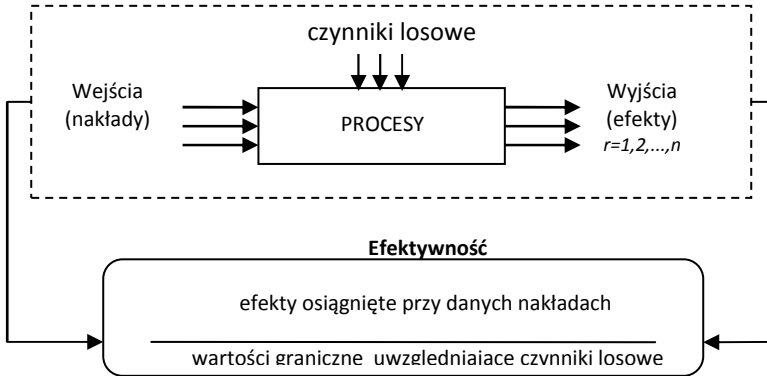 czynniki losowe
Wejścia
(nakłady)
PROCESY
Wyjścia
(efekty)
r=1,2,...,n
Efektywność
efekty osiągnięte przy danych nakładach
wartości graniczne uwzględniające czynniki losowe